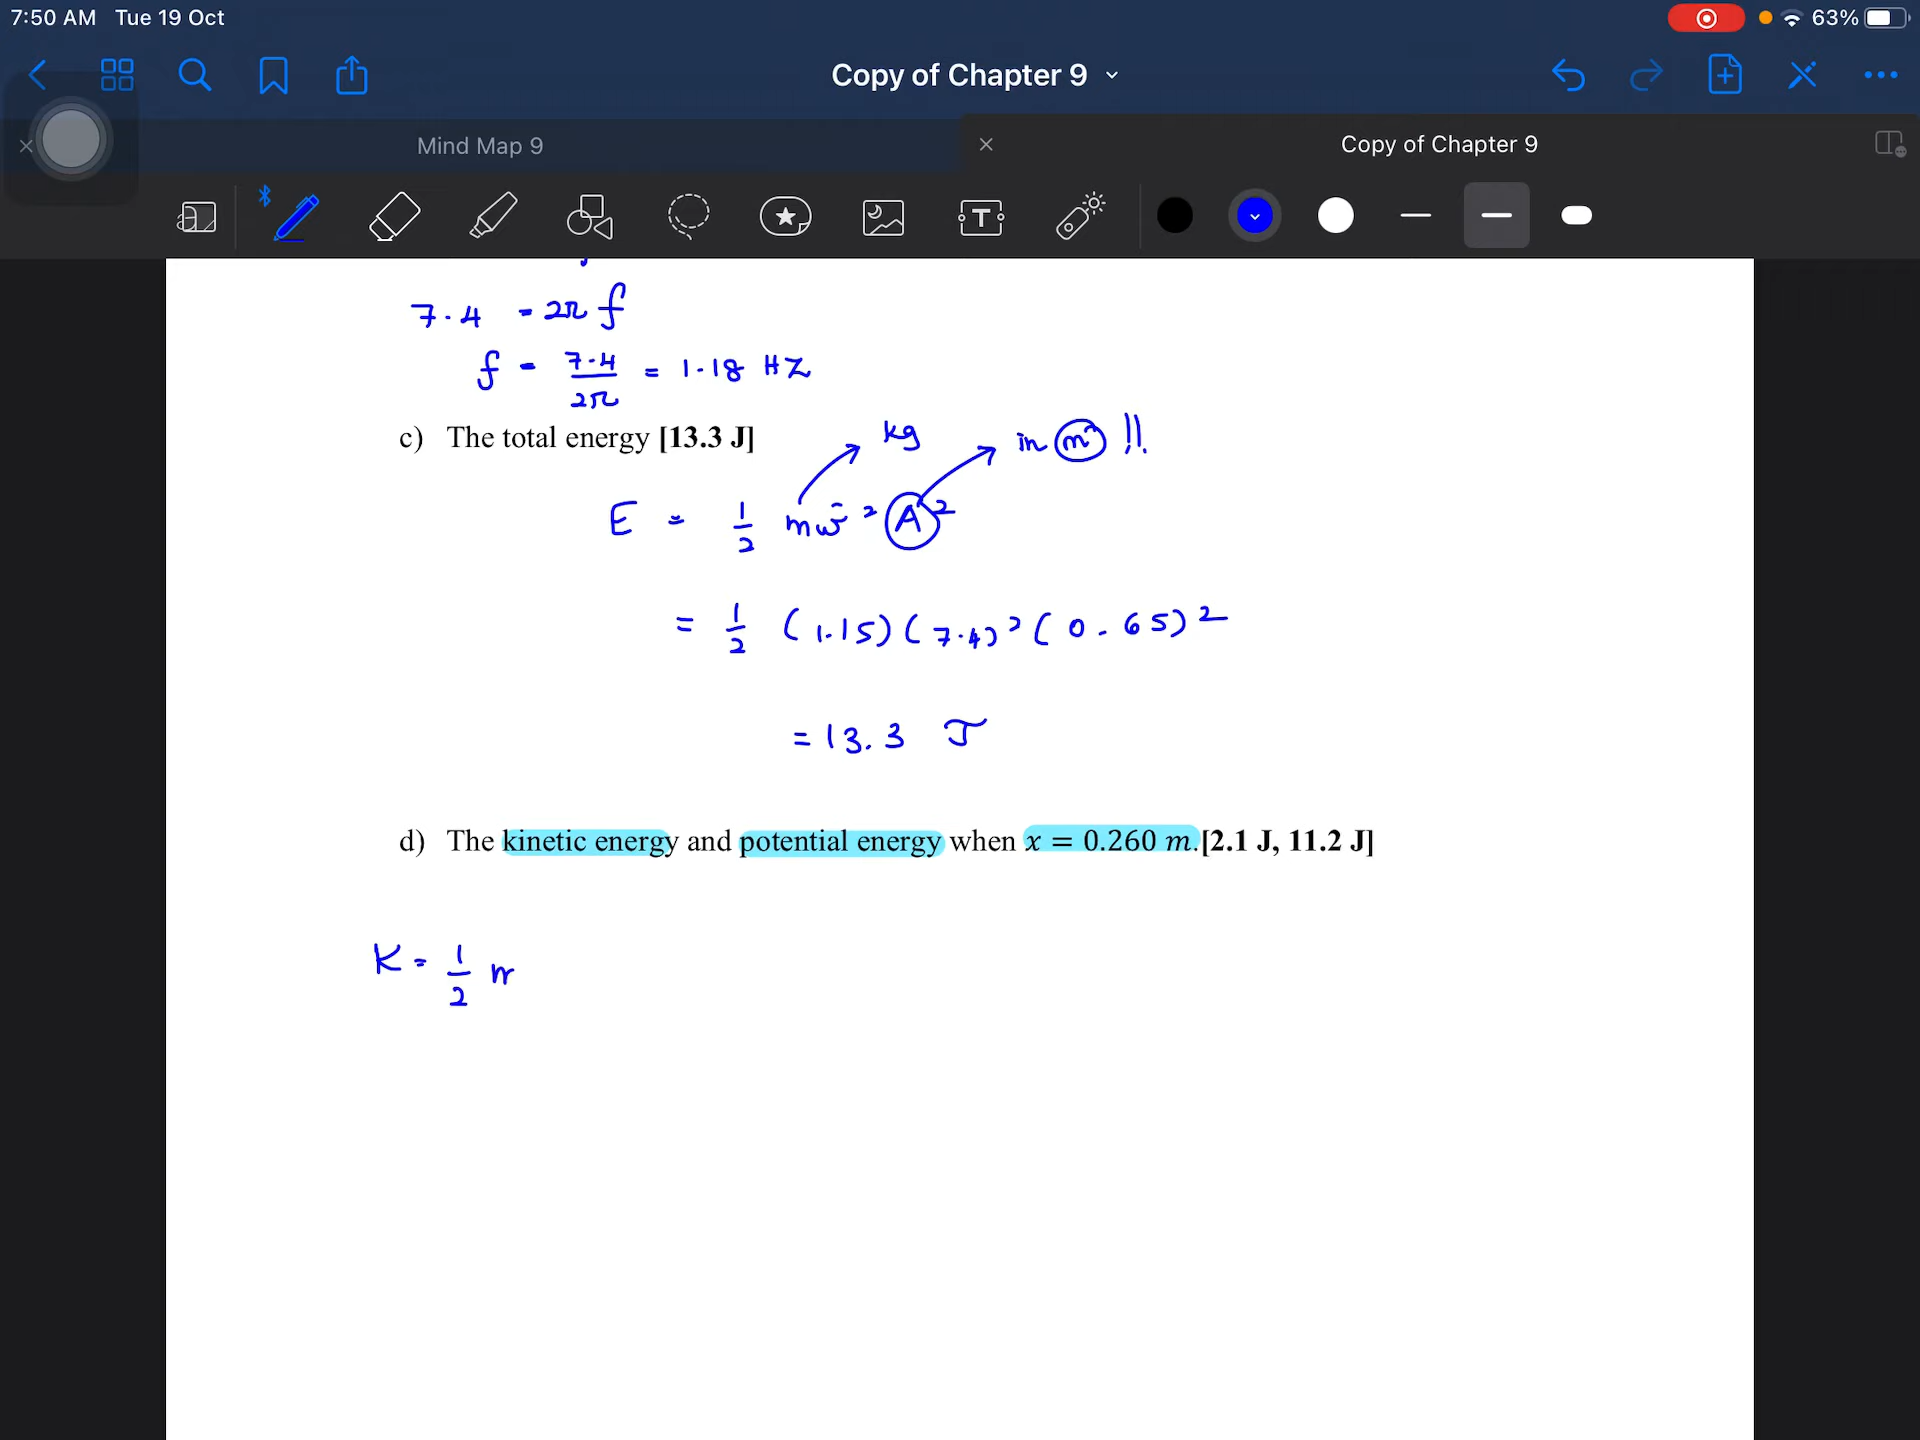 7:50 AM Tue 19 Oct
63%
Copy of Chapter 9
Mind Map 9
Copy of Chapter 9
7.4 = 2π f
f = 7.4 / 2π = 1.18 HZ
c) The total energy [13.3 J]
kg
in m !!
E = 1/2 mω² A²
= 1/2 (1.15)(7.4)²(0.65)²
= 13.3 J
d) The kinetic energy and potential energy when x = 0.260 m.[2.1 J, 11.2 J]
K = 1/2 m